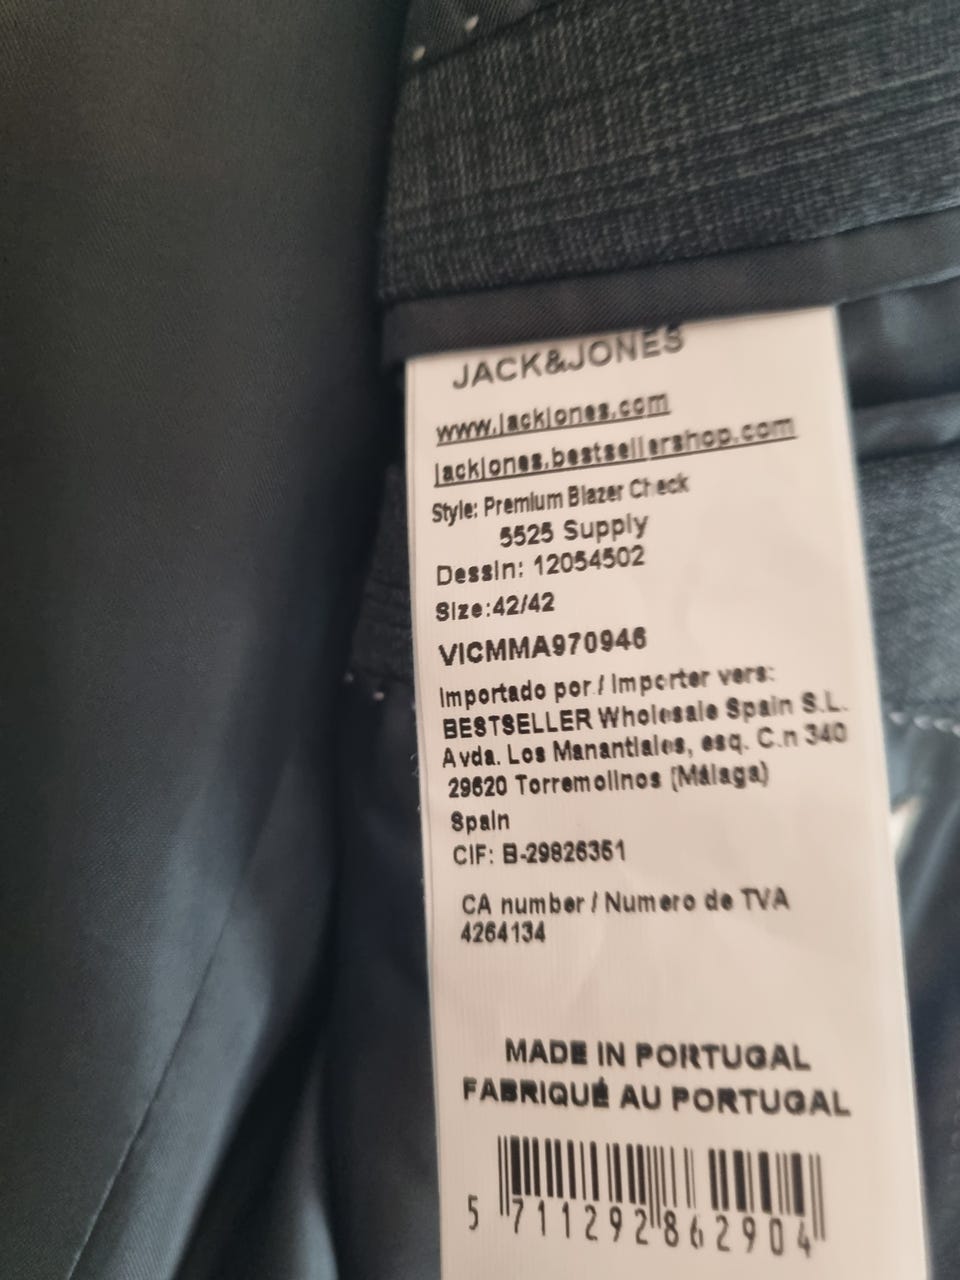 JACK&JONES
www.jackjones.com
jackjones.bestsellershop.com
Style: Premium Blazer Check
5525 Supply
Dessin: 12054502
Size:42/42
VICMMA970946
Importado por / Importer vers:
BESTSELLER Wholesale Spain S.L.
Avda. Los Manantiales, esq. C.n 340
29620 Torremolinos (Málaga)
Spain
CIF: B-29826351
CA number / Numero de TVA
4264134
MADE IN PORTUGAL
FABRIQUÉ AU PORTUGAL
5 711292 862904